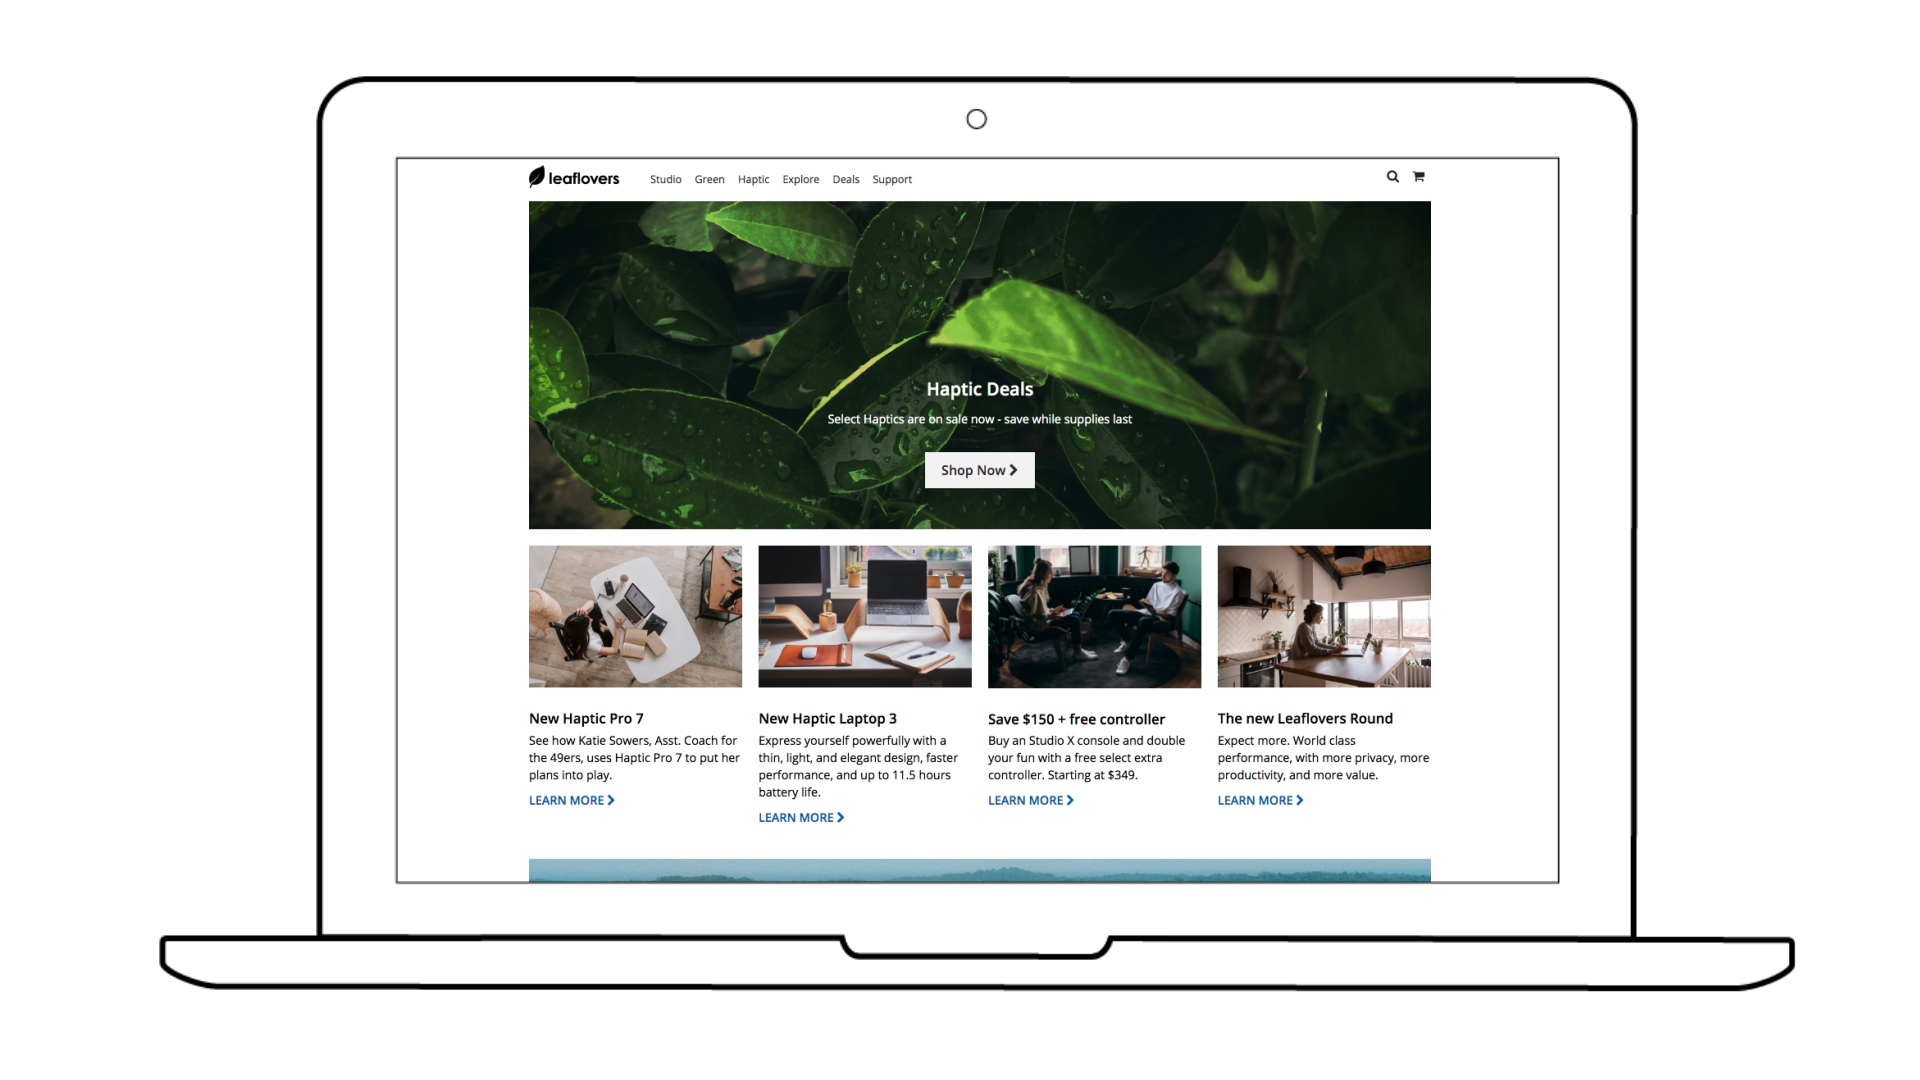 leaflovers
Studio Green Haptic Explore Deals Support
Haptic Deals
Select Haptics are on sale now - save while supplies last
Shop Now
New Haptic Pro 7
See how Katie Sowers, Asst. Coach for
the 49ers, uses Haptic Pro 7 to put her
plans into play.
LEARN MORE
New Haptic Laptop 3
Express yourself powerfully with a
thin, light, and elegant design, faster
performance, and up to 11.5 hours
battery life.
LEARN MORE
Save $150 + free controller
Buy an Studio X console and double
your fun with a free select extra
controller. Starting at $349.
LEARN MORE
The new Leaflovers Round
Expect more. World class
performance, with more privacy, more
productivity, and more value.
LEARN MORE